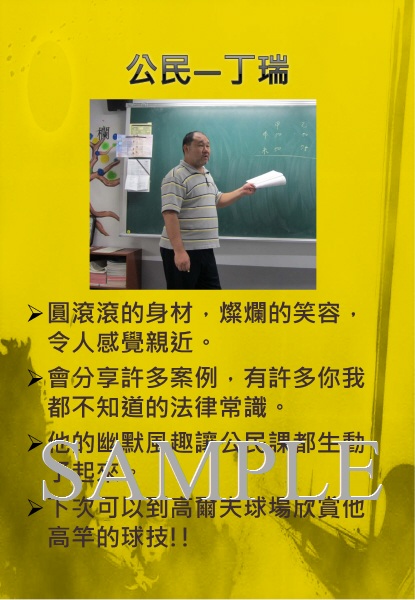 公民—丁瑞
➢圓滾滾的身材，燦爛的笑容，
令人感覺親近。
➢會分享許多案例，有許多你我
都不知道的法律常識。
➢他的幽默風趣讓公民課都生動
了起來。
SAMPLE
➢下次可以到高爾夫球場欣賞他
高竿的球技!!